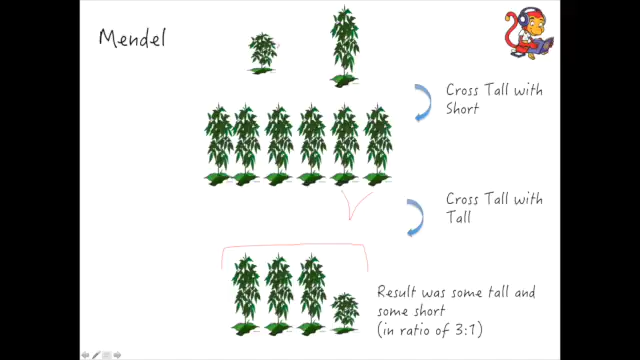 Mendel
Cross Tall with
Short
Cross Tall with
Tall
Result was some tall and
some short
(in ratio of 3:1)